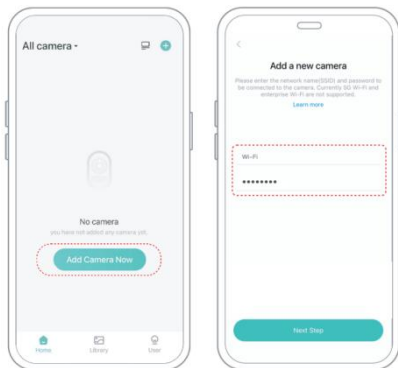 All camera
No camera
you have not added any camera yet.
Add Camera Now
Home
Library
User
Add a new camera
Please enter the network name(SSID) and password to
be connected to the camera. Currently 5G Wi-Fi and
enterprise Wi-Fi are not supported.
Learn more
Wi-Fi
••••••••
Next Step